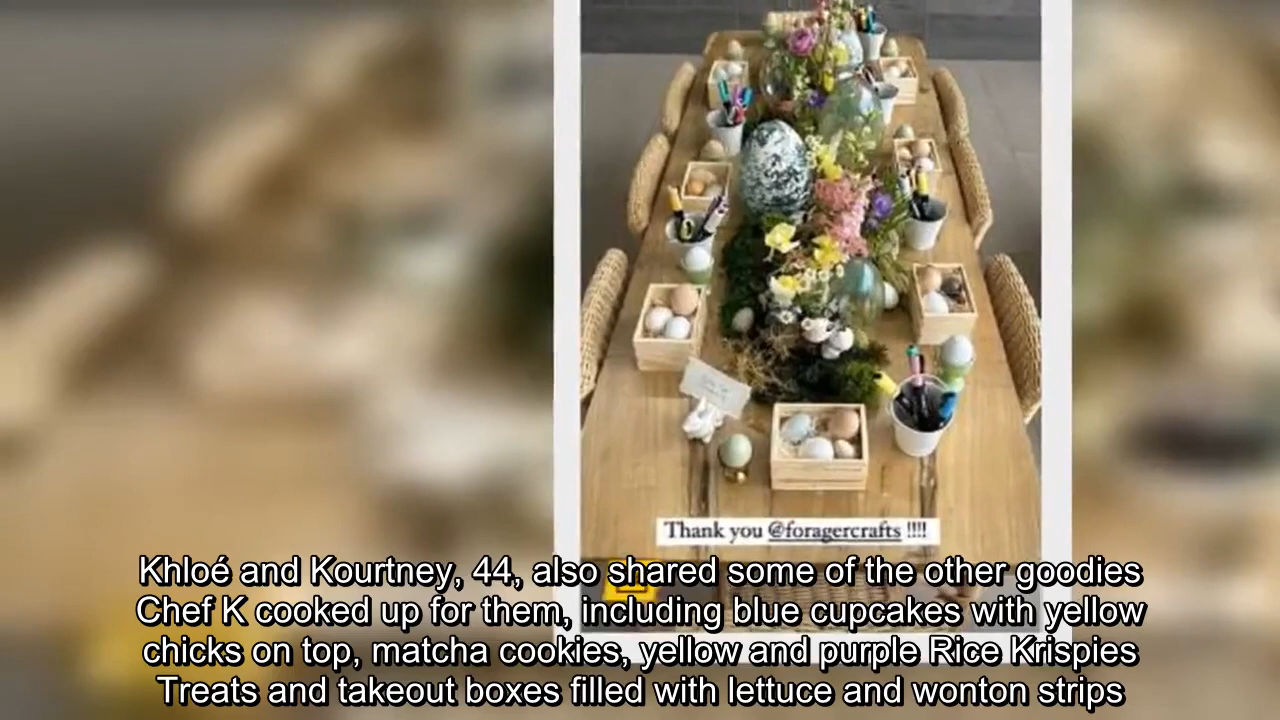 Thank you @foragercrafts !!!!
Khloé and Kourtney, 44, also shared some of the other goodies
Chef K cooked up for them, including blue cupcakes with yellow
chicks on top, matcha cookies, yellow and purple Rice Krispies
Treats and takeout boxes filled with lettuce and wonton strips